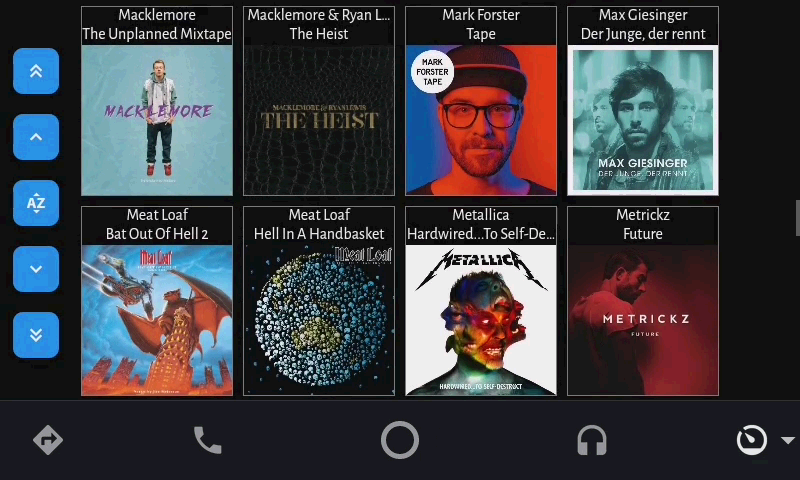 Macklemore
The Unplanned Mixtape
Macklemore & Ryan L...
The Heist
Mark Forster
Tape
Max Giesinger
Der Junge, der rennt
MACKLEMORE
MACKLEMORE & RYAN LEWIS
THE HEIST
MARK
FORSTER
TAPE
MAX GIESINGER
DER JUNGE, DER RENNT
AZ
Meat Loaf
Bat Out Of Hell 2
Meat Loaf
Hell In A Handbasket
Metallica
Hardwired...To Self-De...
Metrickz
Future
Meat Loaf
Meat Loaf
METALLICA
HARDWIRED...TO SELF-DESTRUCT
METRICKZ
FUTURE